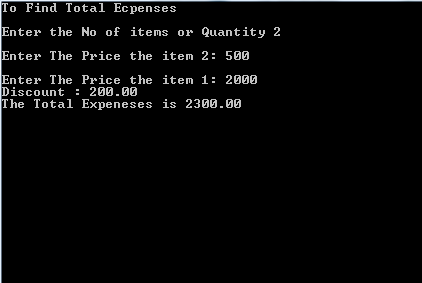 To Find Total Ecpenses
Enter the No of items or Quantity 2
Enter The Price the item 2: 500
Enter The Price the item 1: 2000
Discount : 200.00
The Total Expeneses is 2300.00